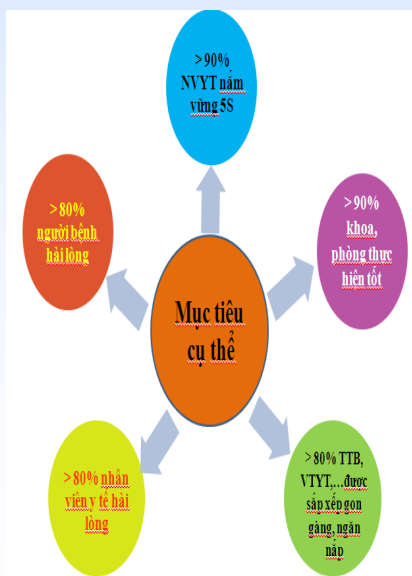 > 90%
NVYT nắm
vững 5S
> 80%
người bệnh
hài lòng
> 90%
khoa,
phòng thực
hiện tốt
Mục tiêu
cụ thể
> 80% nhân
viên y tế hài
lòng
> 80% TTB,
VTYT,…được
sắp xếp gon
gàng, ngăn
nắp